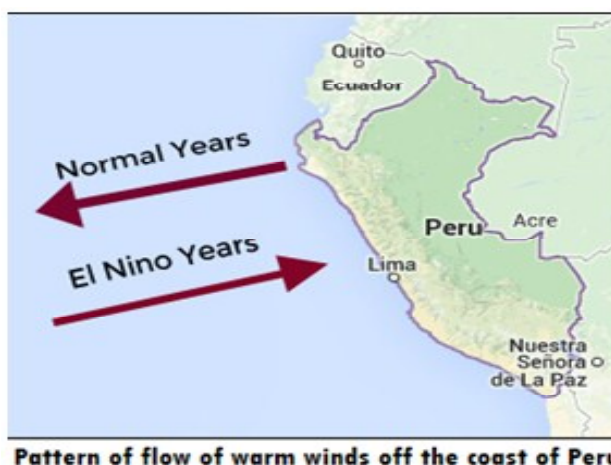 Quito
Ecuador
Normal Years
El Nino Years
Peru
Acre
Lima
Nuestra
Señora
de La Paz
Pattern of flow of warm winds off the coast of Peru